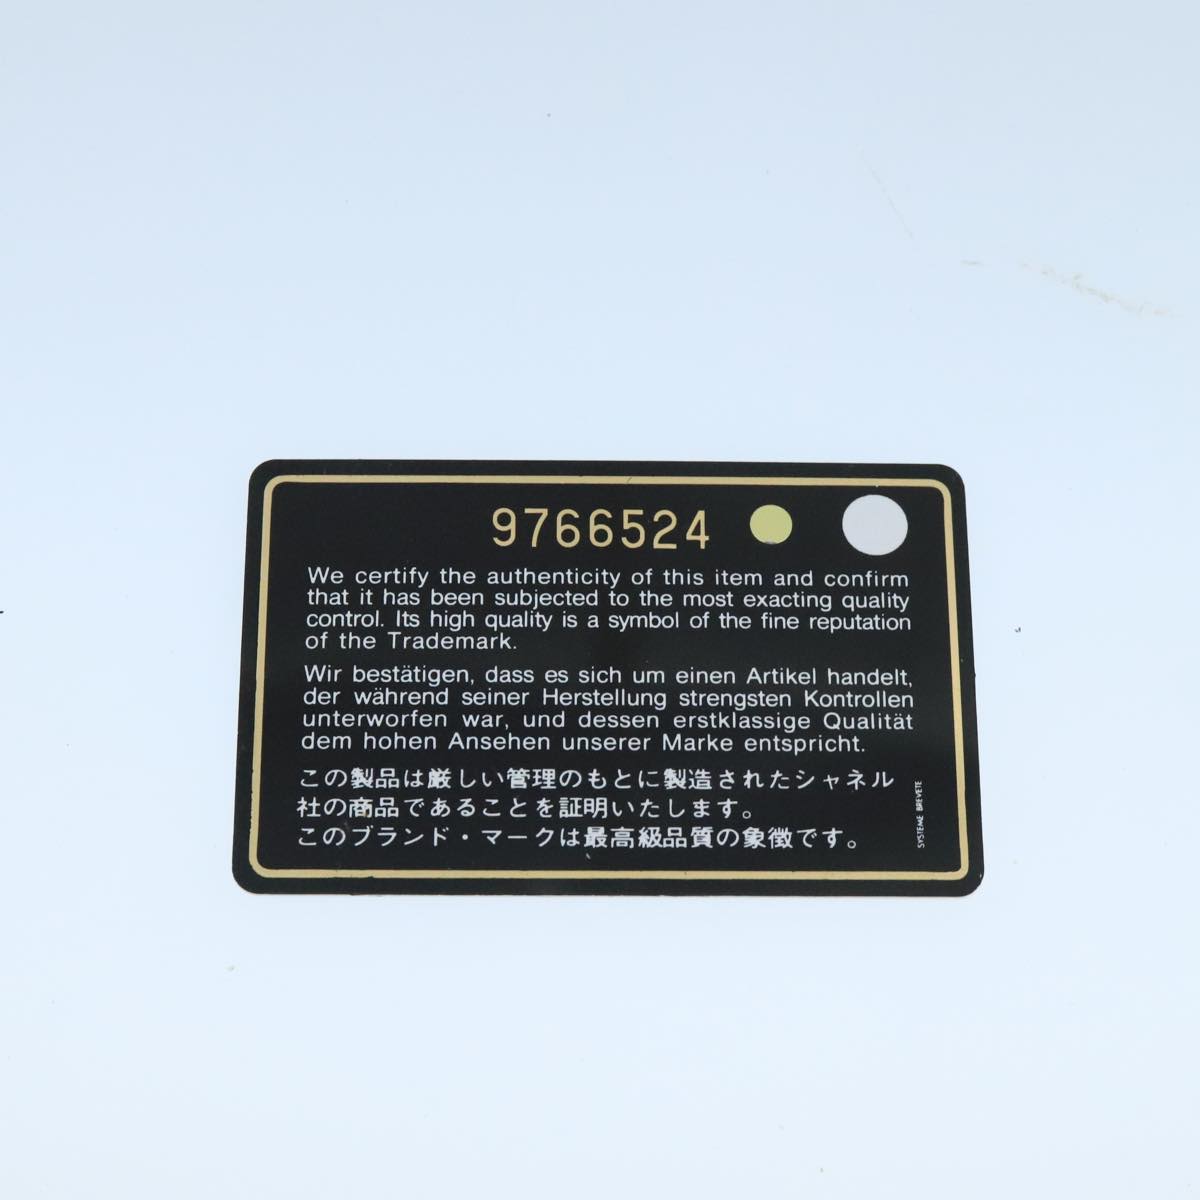 9766524
We certify the authenticity of this item and confirm
that it has been subjected to the most exacting quality
control. Its high quality is a symbol of the fine reputation
of the Trademark.
Wir bestätigen, dass es sich um einen Artikel handelt,
der während seiner Herstellung strengsten Kontrollen
unterworfen war, und dessen erstklassige Qualität
dem hohen Ansehen unserer Marke entspricht.
この製品は厳しい管理のもとに製造されたシャネル
社の商品であることを証明いたします。
このブランド・マークは最高級品質の象徴です。
SYSTEME BREVETE